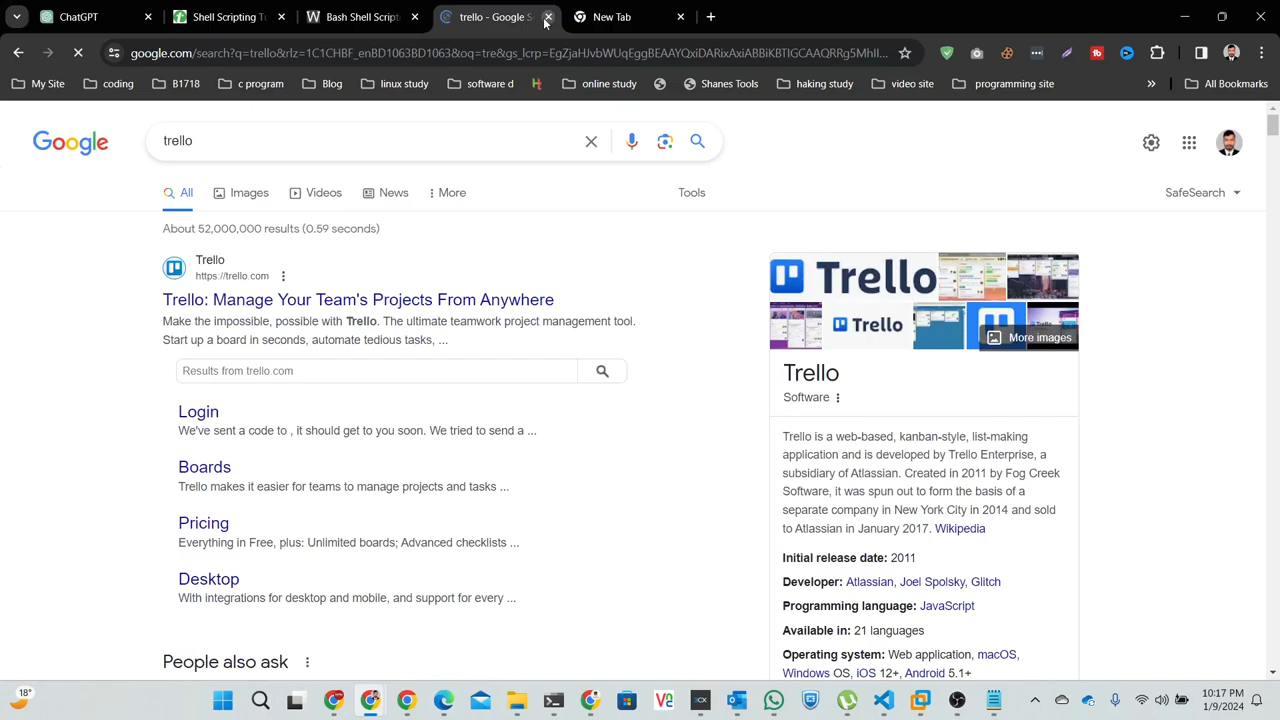 ChatGPT
Shell Scripting T
Bash Shell Script
trello - Google S
New Tab
google.com/search?q=trello&rlz=1C1CHBF_enBD1063BD1063&oq=tre&gs_lcrp=EgZjaHJvbWUqEggBEAAYQxiDARixAxiABBiKBTIGCAAQRRg5MhII...
My Site
coding
B1718
c program
Blog
linux study
software d
online study
Shanes Tools
haking study
video site
programming site
All Bookmarks
Google
trello
All
Images
Videos
News
More
Tools
SafeSearch
About 52,000,000 results (0.59 seconds)
Trello
https://trello.com
Trello: Manage Your Team's Projects From Anywhere
Make the impossible, possible with Trello. The ultimate teamwork project management tool.
Start up a board in seconds, automate tedious tasks, ...
Results from trello.com
Login
We've sent a code to , it should get to you soon. We tried to send a ...
Boards
Trello makes it easier for teams to manage projects and tasks ...
Pricing
Everything in Free, plus: Unlimited boards; Advanced checklists ...
Desktop
With integrations for desktop and mobile, and support for every ...
People also ask
Trello
Trello
More images
Trello
Software
Trello is a web-based, kanban-style, list-making
application and is developed by Trello Enterprise, a
subsidiary of Atlassian. Created in 2011 by Fog Creek
Software, it was spun out to form the basis of a
separate company in New York City in 2014 and sold
to Atlassian in January 2017. Wikipedia
Initial release date: 2011
Developer: Atlassian, Joel Spolsky, Glitch
Programming language: JavaScript
Available in: 21 languages
Operating system: Web application, macOS,
Windows OS, iOS 12+, Android 5.1+
18°
10:17 PM
1/9/2024